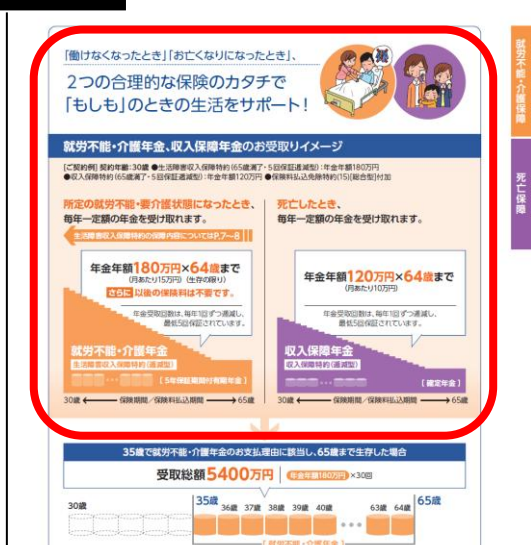 「働けなくなったとき」「お亡くなりになったとき」、
2つの合理的な保険のカタチで
「もしも」のときの生活をサポート！
就労不能・介護保障
死亡保障
就労不能・介護年金、収入保障年金のお受取りイメージ
[ご契約例] 契約年齢：30歳 ●生活障害収入保障特約(65歳満了・5回保証逓減型)：年金年額180万円
●収入保障特約(65歳満了・5回保証逓減型)：年金年額120万円 ●保険料払込免除特約(15)[総合型]付加
所定の就労不能・要介護状態になったとき、
毎年一定額の年金を受け取れます。
生活障害収入保障特約の保障内容についてはP.7～8
年金年額180万円×64歳まで
(月あたり15万円) (生存の限り)
さらに 以後の保険料は不要です。
年金受取回数は、毎年1回ずつ逓減し、
最低5回保証されています。
就労不能・介護年金
生活障害収入保障特約(逓減型)
【5年保証期間付有期年金】
30歳 保険期間／保険料払込期間 65歳
死亡したとき、
毎年一定額の年金を受け取れます。
年金年額120万円×64歳まで
(月あたり10万円)
年金受取回数は、毎年1回ずつ逓減し、
最低5回保証されています。
収入保障年金
収入保障特約(逓減型)
【確定年金】
30歳 保険期間／保険料払込期間 65歳
35歳で就労不能・介護年金のお支払理由に該当し、65歳まで生存した場合
受取総額5400万円 年金年額180万円×30回
30歳 35歳 36歳 37歳 38歳 39歳 40歳 63歳 64歳 65歳
[就労不能・介護年金]